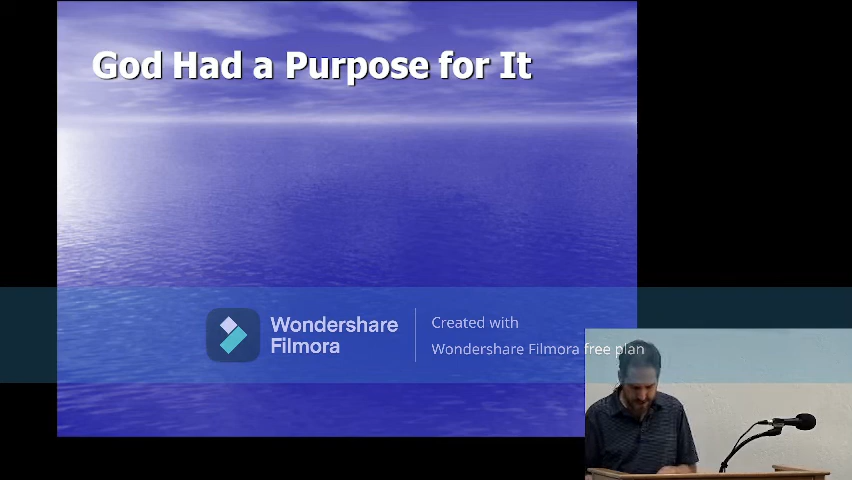 God Had a Purpose for It
Wondershare
Filmora
Created with
Wondershare Filmora free plan